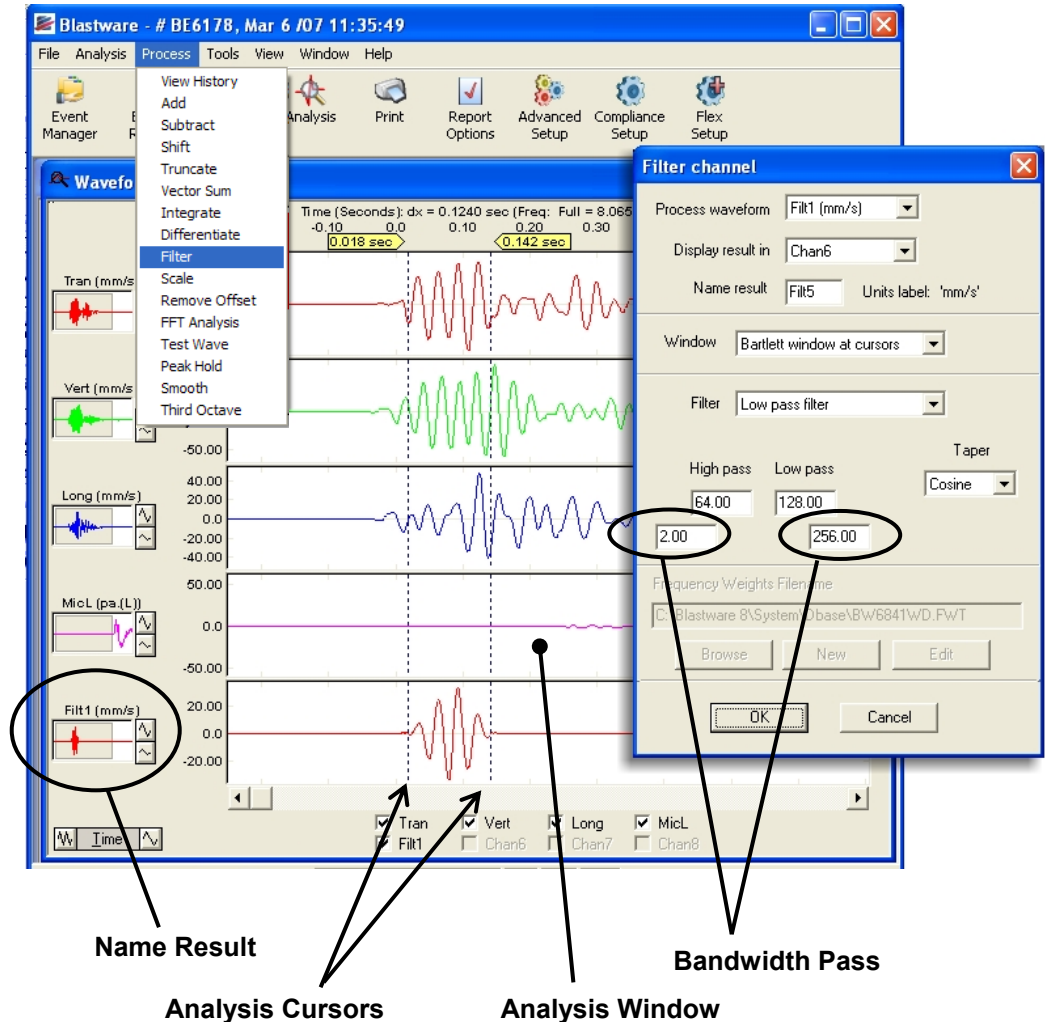 Blastware - # BE6178, Mar 6 /07 11:35:49
File Analysis Process Tools View Window Help
View History
Add
Subtract
Shift
Truncate
Vector Sum
Integrate
Differentiate
Filter
Scale
Remove Offset
FFT Analysis
Test Wave
Peak Hold
Smooth
Third Octave
Event Manager
Analysis
Print
Report Options
Advanced Setup
Compliance Setup
Flex Setup
Wavefo
Time (Seconds): dx = 0.1240 sec (Freq: Full = 8.065
-0.10 0.0 0.10 0.20 0.30
0.018 sec 0.142 sec
Tran (mm/s
Vert (mm/s
-50.00
Long (mm/s)
40.00
20.00
0.0
-20.00
-40.00
MicL (pa.(L))
50.00
0.0
-50.00
Filt1 (mm/s)
20.00
0.0
-20.00
Time
Tran Vert Long MicL
Filt1 Chan6 Chan7 Chan8
Filter channel
Process waveform Filt1 (mm/s)
Display result in Chan6
Name result Filt5 Units label: 'mm/s'
Window Bartlett window at cursors
Filter Low pass filter
Taper
High pass Low pass
Cosine
64.00 128.00
2.00 256.00
Frequency Weights Filename
C:\Blastware 8\System\Dbase\BW6841WD.FWT
Browse New Edit
OK Cancel
Name Result
Bandwidth Pass
Analysis Cursors
Analysis Window